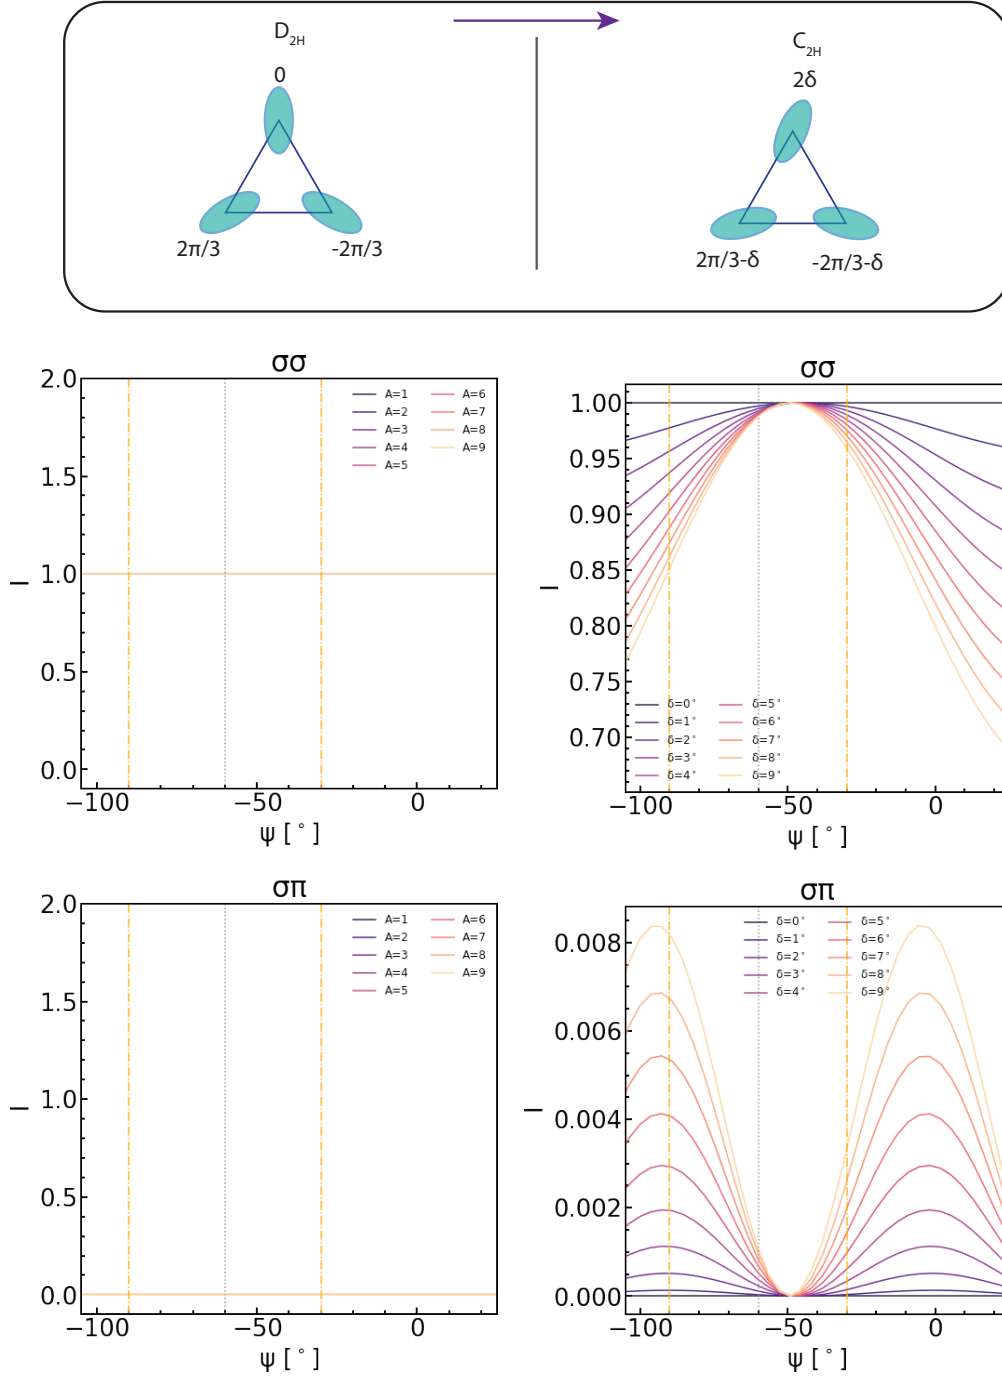 D2H
C2H
0
2δ
2π/3
-2π/3
2π/3-δ
-2π/3-δ
σσ
2.0
1.5
1.0
0.5
0.0
I
A=1
A=2
A=3
A=4
A=5
A=6
A=7
A=8
A=9
−100
−50
0
ψ [ ° ]
σσ
1.00
0.95
0.90
0.85
0.80
0.75
0.70
I
δ=0°
δ=1°
δ=2°
δ=3°
δ=4°
δ=5°
δ=6°
δ=7°
δ=8°
δ=9°
−100
−50
0
ψ [ ° ]
σπ
2.0
1.5
1.0
0.5
0.0
I
A=1
A=2
A=3
A=4
A=5
A=6
A=7
A=8
A=9
−100
−50
0
ψ [ ° ]
σπ
0.008
0.006
0.004
0.002
0.000
I
δ=0°
δ=1°
δ=2°
δ=3°
δ=4°
δ=5°
δ=6°
δ=7°
δ=8°
δ=9°
−100
−50
0
ψ [ ° ]